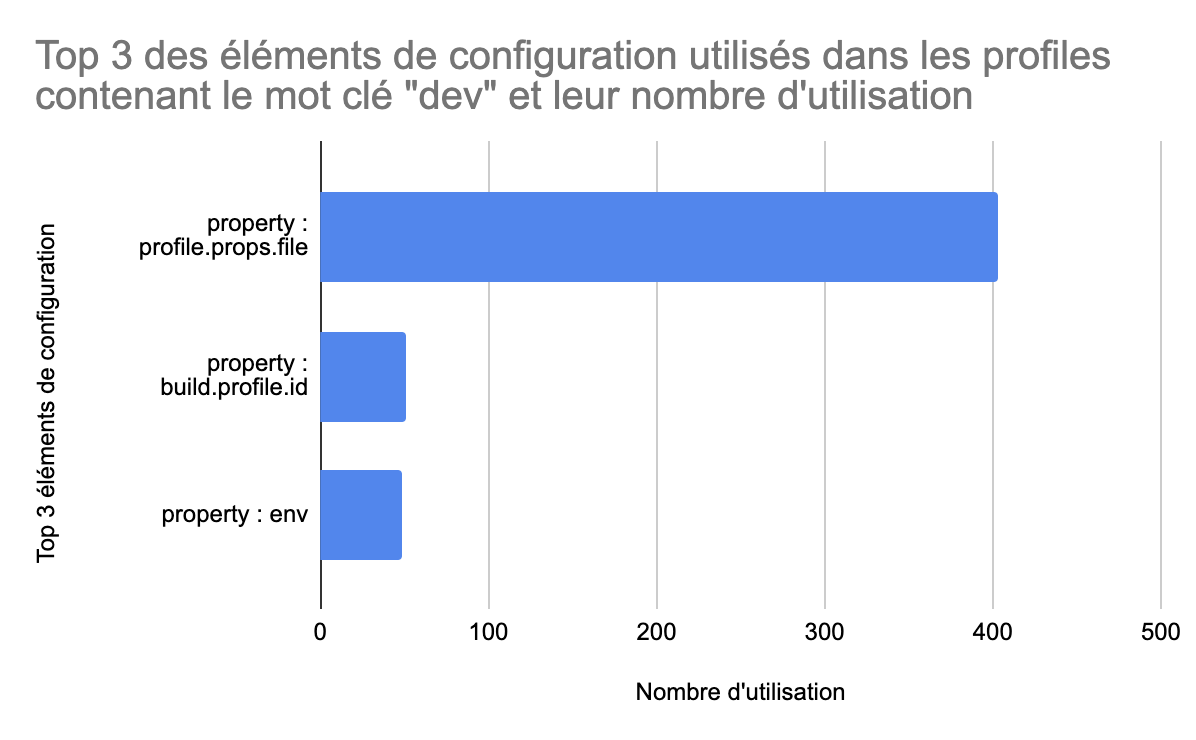 Top 3 des éléments de configuration utilisés dans les profiles
contenant le mot clé "dev" et leur nombre d'utilisation
Top 3 éléments de configuration
property :
profile.props.file
property :
build.profile.id
property : env
0
100
200
300
400
500
Nombre d'utilisation